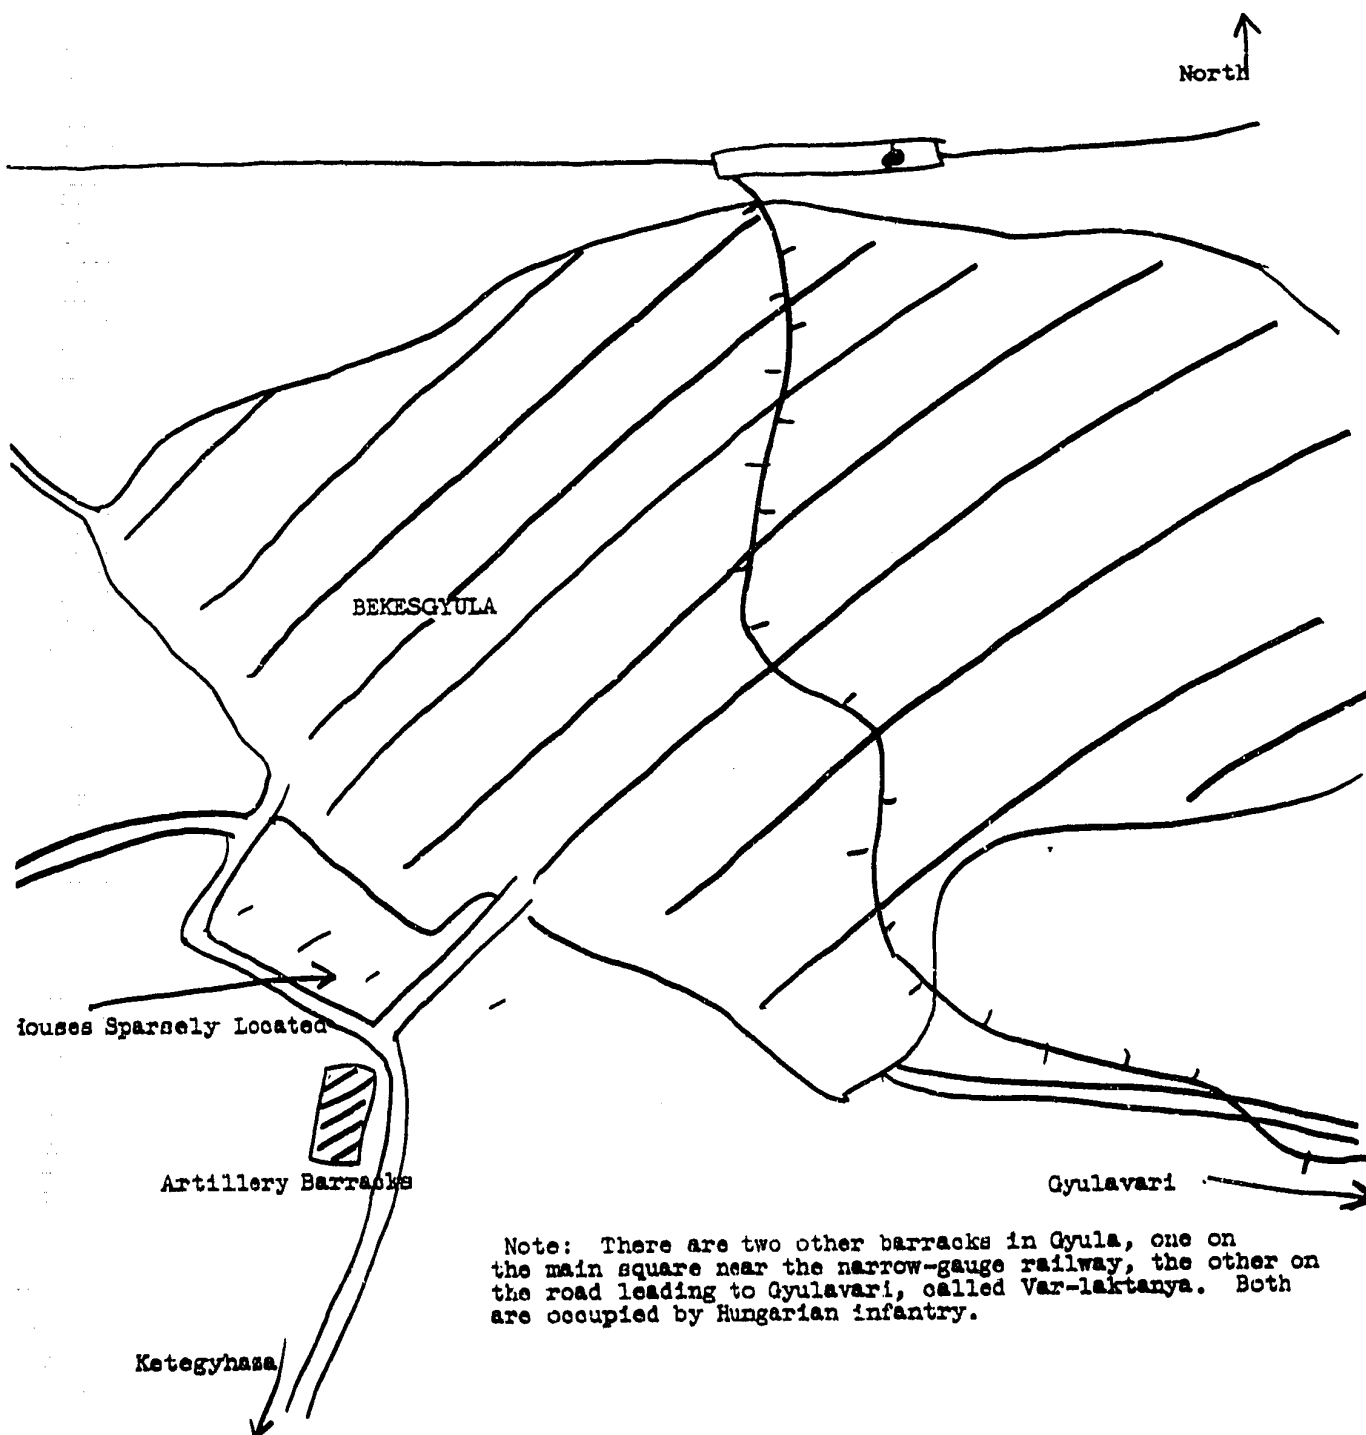 North
BEKESGYULA
Houses Sparsely Located
Artillery Barracks
Gyulavari
Note: There are two other barracks in Gyula, one on
the main square near the narrow-gauge railway, the other on
the road leading to Gyulavari, called Var-laktanya. Both
are occupied by Hungarian infantry.
Ketegyhaza